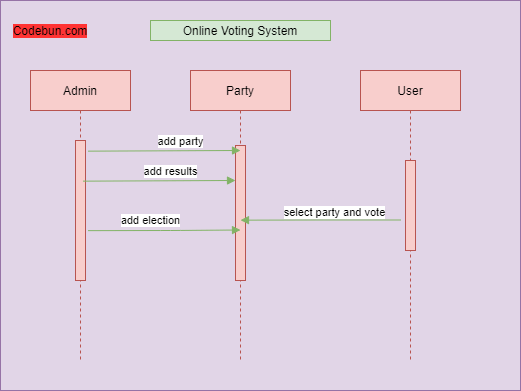 Codebun.com
Online Voting System
Admin
Party
User
add party
add results
select party and vote
add election